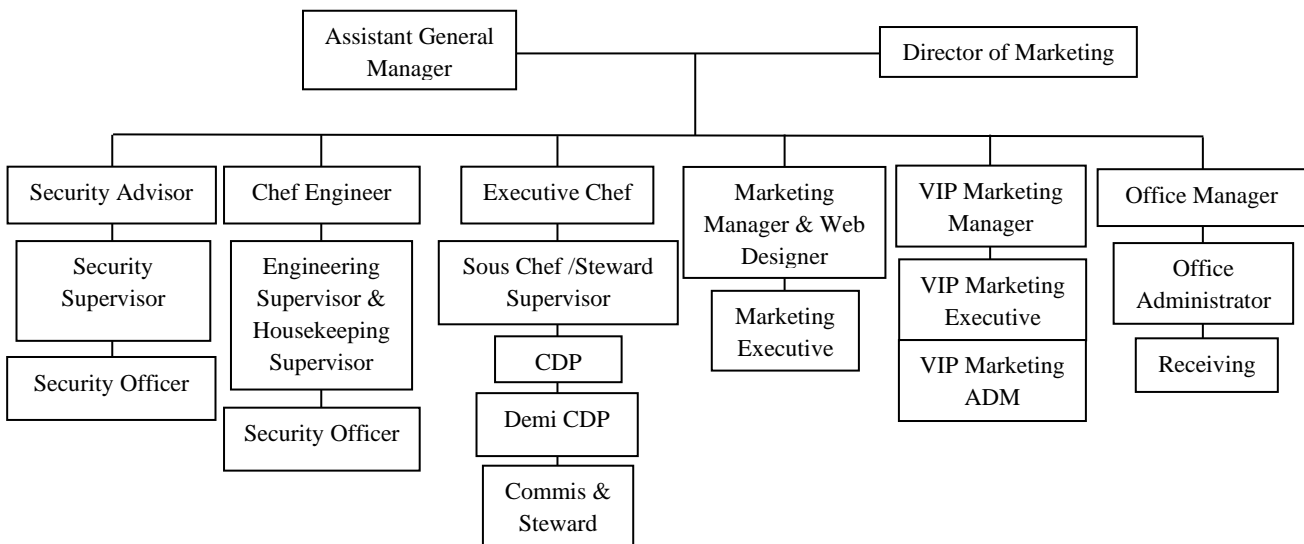 Assistant General
Manager
Director of Marketing
Security Advisor
Security
Supervisor
Security Officer
Chef Engineer
Engineering
Supervisor &
Housekeeping
Supervisor
Security Officer
Executive Chef
Sous Chef /Steward
Supervisor
CDP
Demi CDP
Commis &
Steward
Marketing
Manager & Web
Designer
Marketing
Executive
VIP Marketing
Manager
VIP Marketing
Executive
VIP Marketing
ADM
Office Manager
Office
Administrator
Receiving